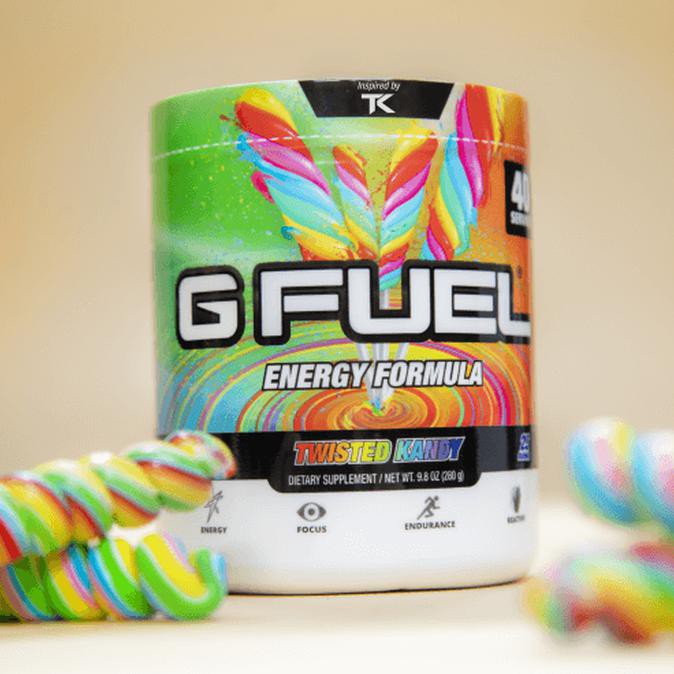 Inspired by
TK
40
G FUEL
®
ENERGY FORMULA
TWISTED KANDY
DIETARY SUPPLEMENT / NET WT. 9.8 OZ (280 g)
ENERGY
FOCUS
ENDURANCE